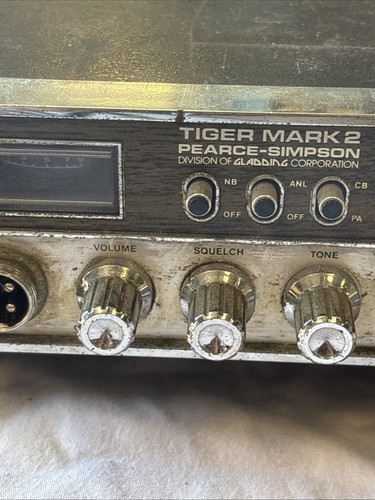 TIGER MARK 2
PEARCE-SIMPSON
DIVISION OF GLADDING CORPORATION
NB ANL CB
OFF OFF PA
VOLUME SQUELCH TONE